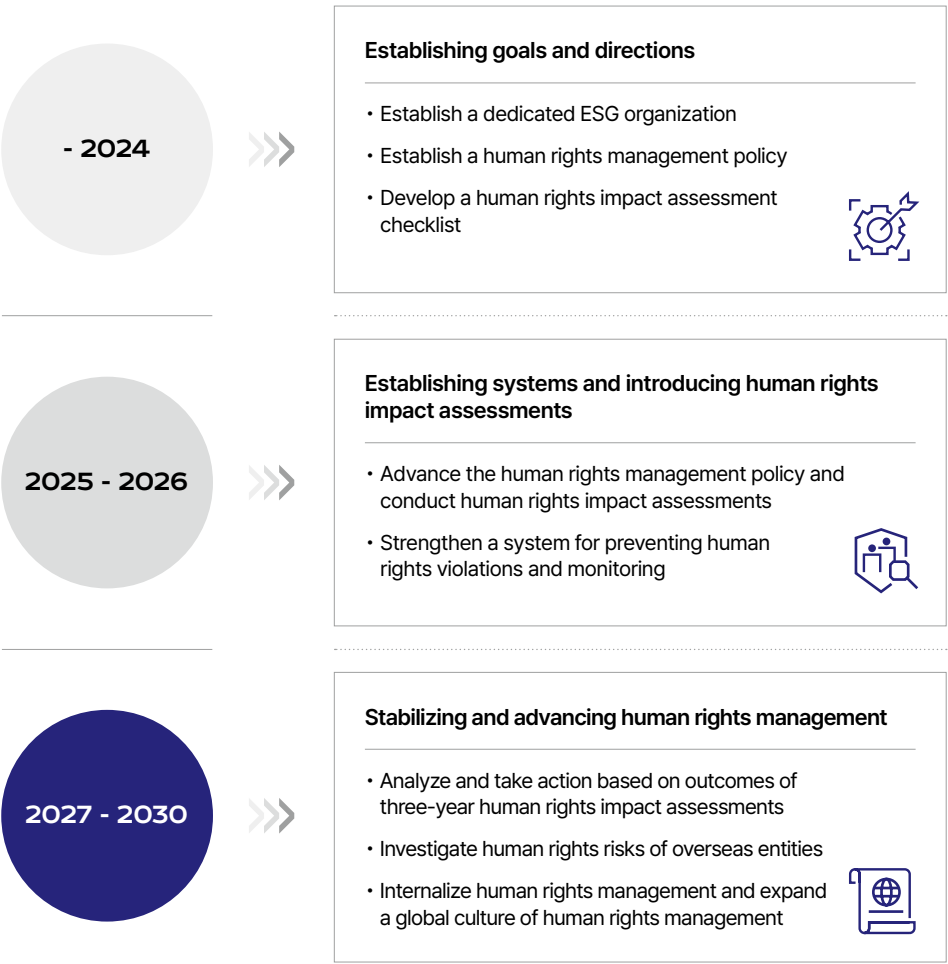 - 2024
Establishing goals and directions
• Establish a dedicated ESG organization
• Establish a human rights management policy
• Develop a human rights impact assessment
checklist
2025 - 2026
Establishing systems and introducing human rights
impact assessments
• Advance the human rights management policy and
conduct human rights impact assessments
• Strengthen a system for preventing human
rights violations and monitoring
2027 - 2030
Stabilizing and advancing human rights management
• Analyze and take action based on outcomes of
three-year human rights impact assessments
• Investigate human rights risks of overseas entities
• Internalize human rights management and expand
a global culture of human rights management